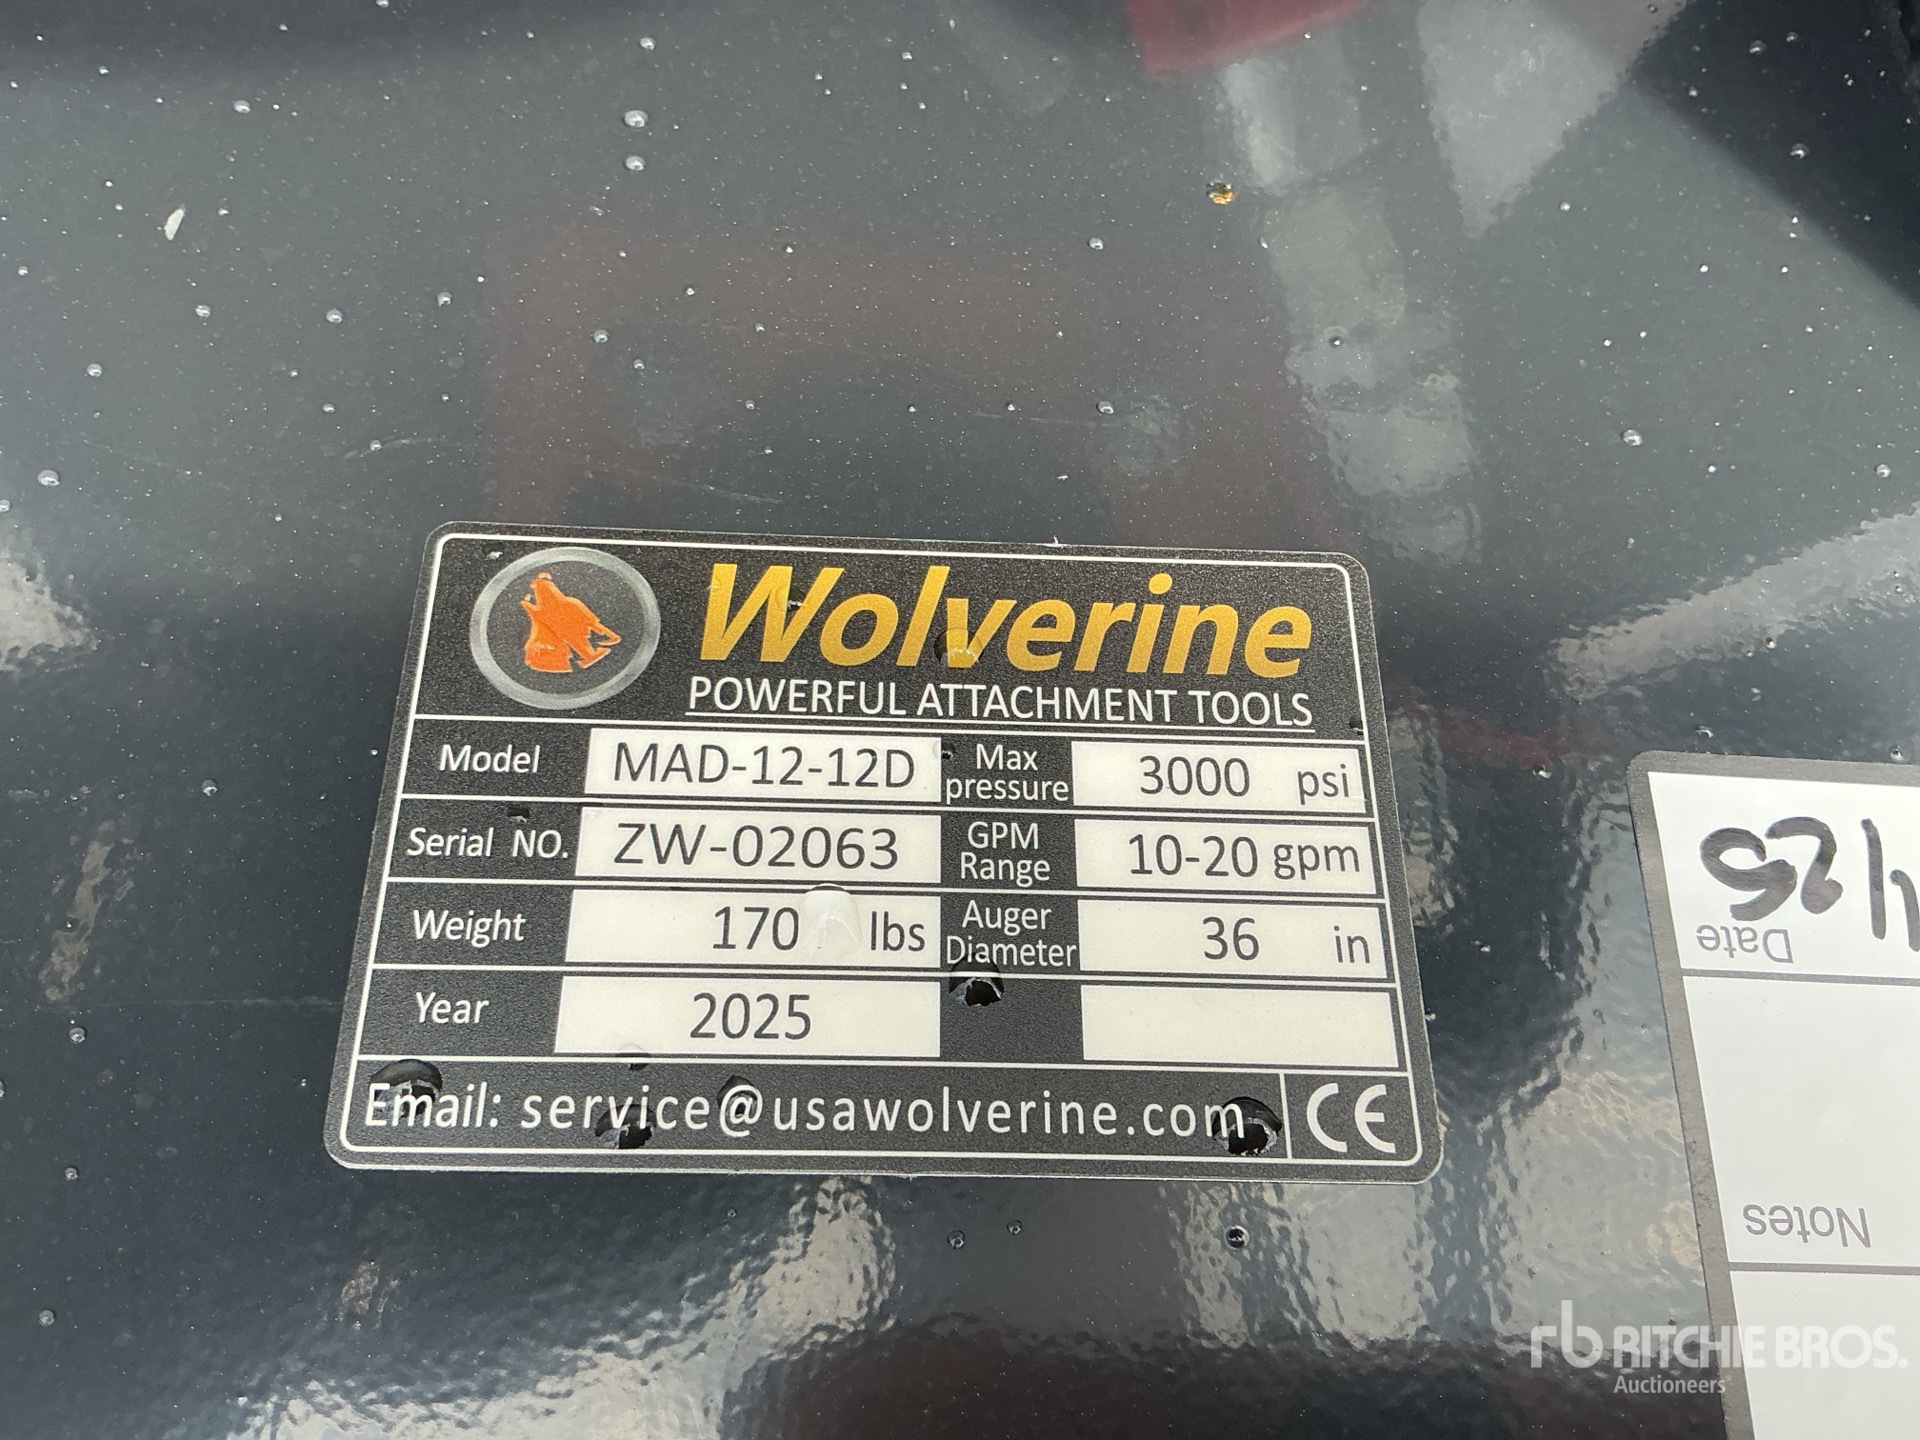 Wolverine
POWERFUL ATTACHMENT TOOLS
Model MAD-12-12D Max pressure 3000 psi
Serial NO. ZW-02063 GPM Range 10-20 gpm
Weight 170 lbs Auger Diameter 36 in
Year 2025
Email: service@usawolverine.com CE
Date
Notes
rb RITCHIE BROS.
Auctioneers